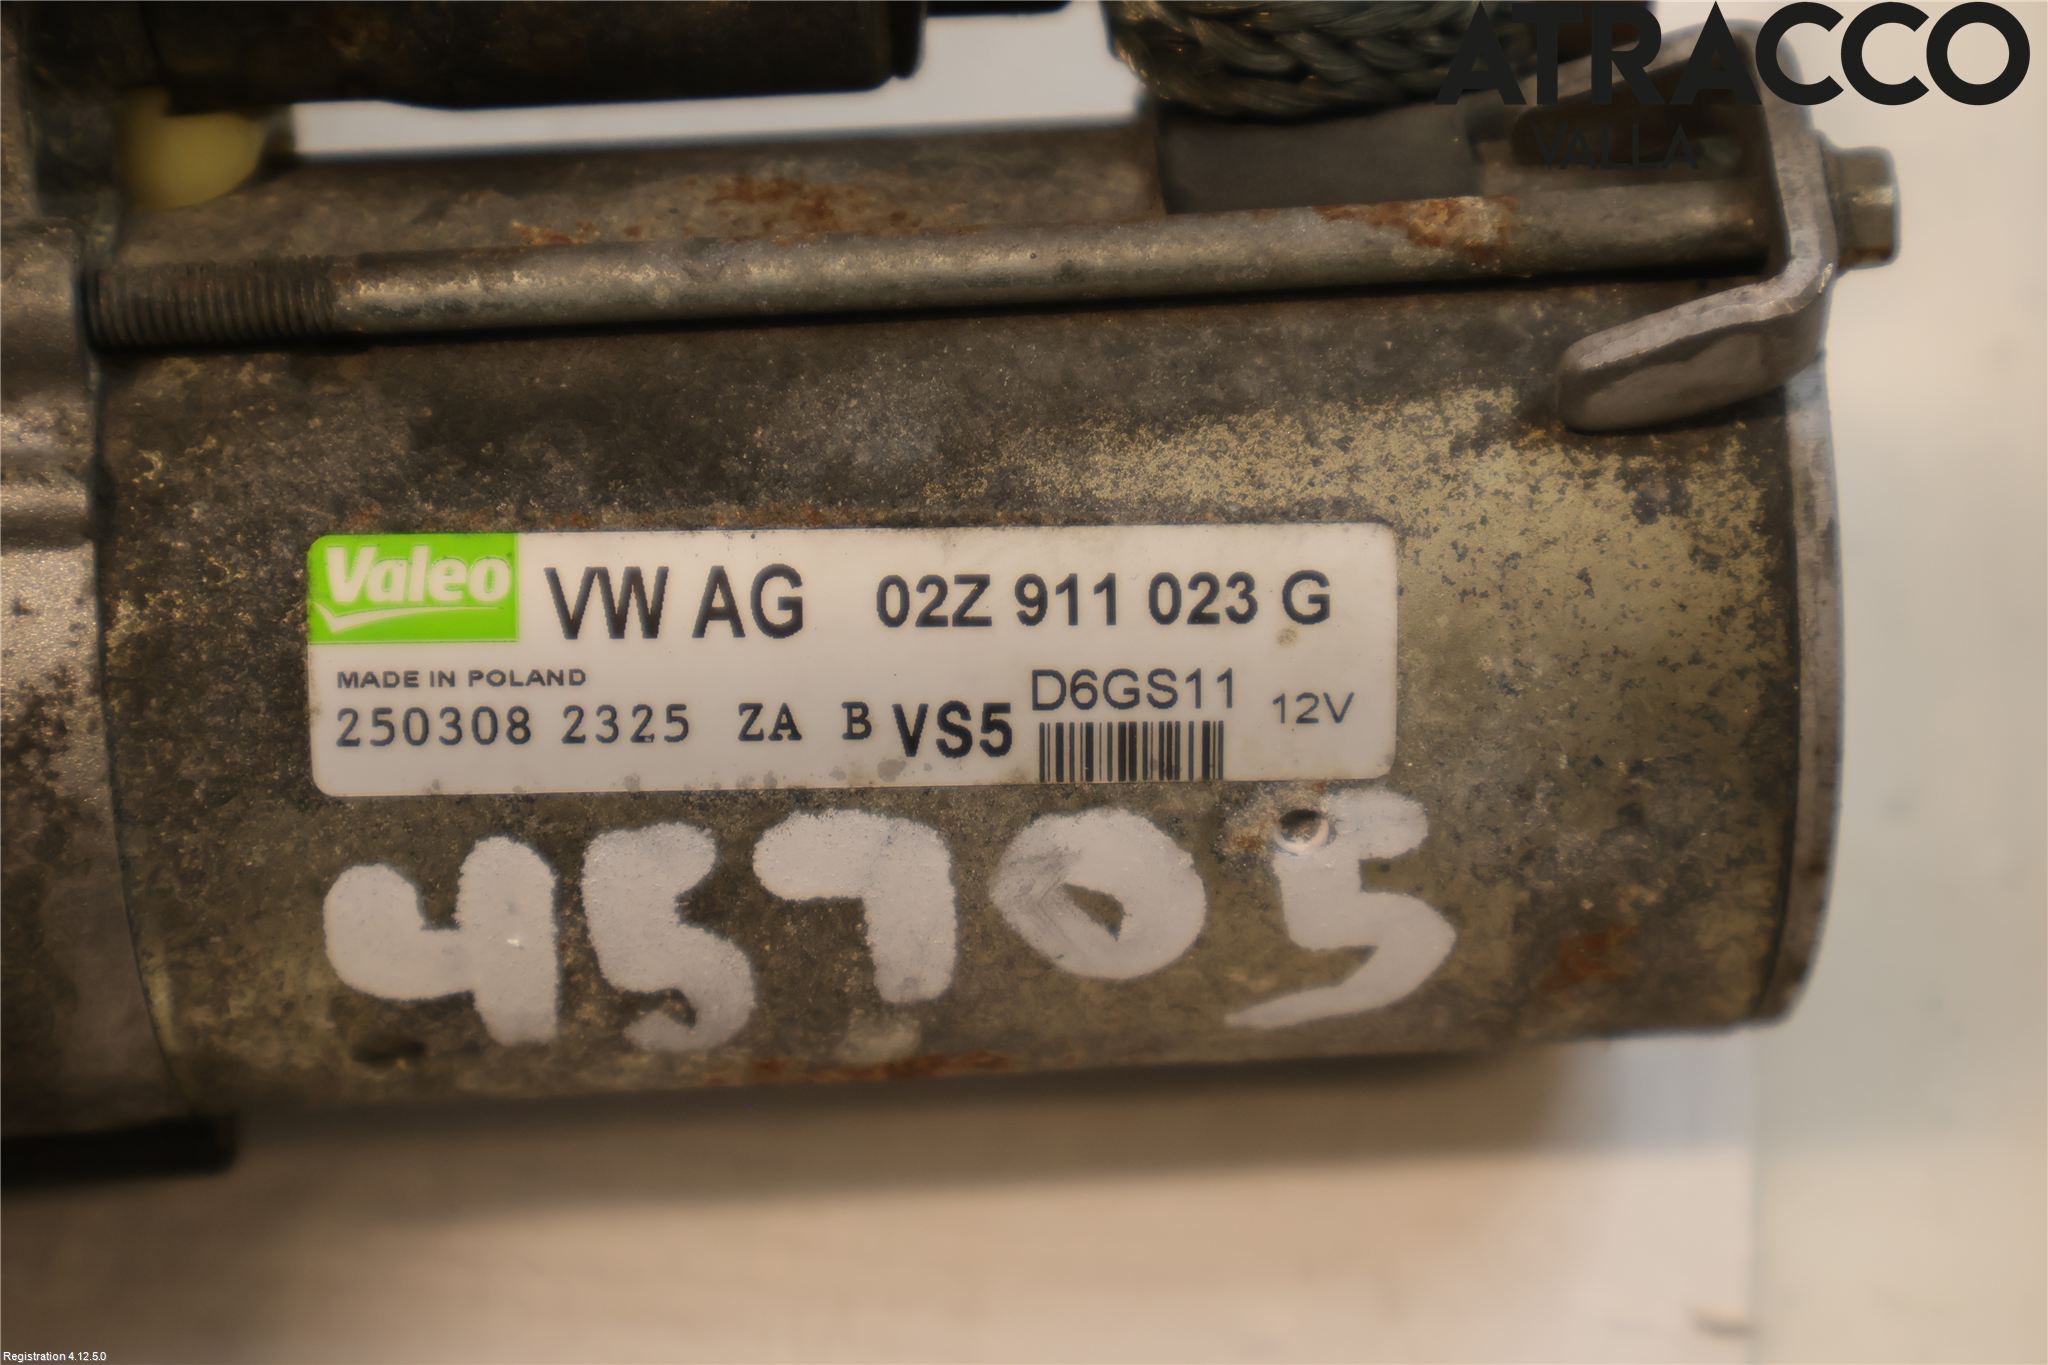 ATRACCO
VALLA
Valeo VW AG 02Z 911 023 G
MADE IN POLAND
250308 2325 ZA B VS5 D6GS11 12V
45705
Registration 4.12.5.0